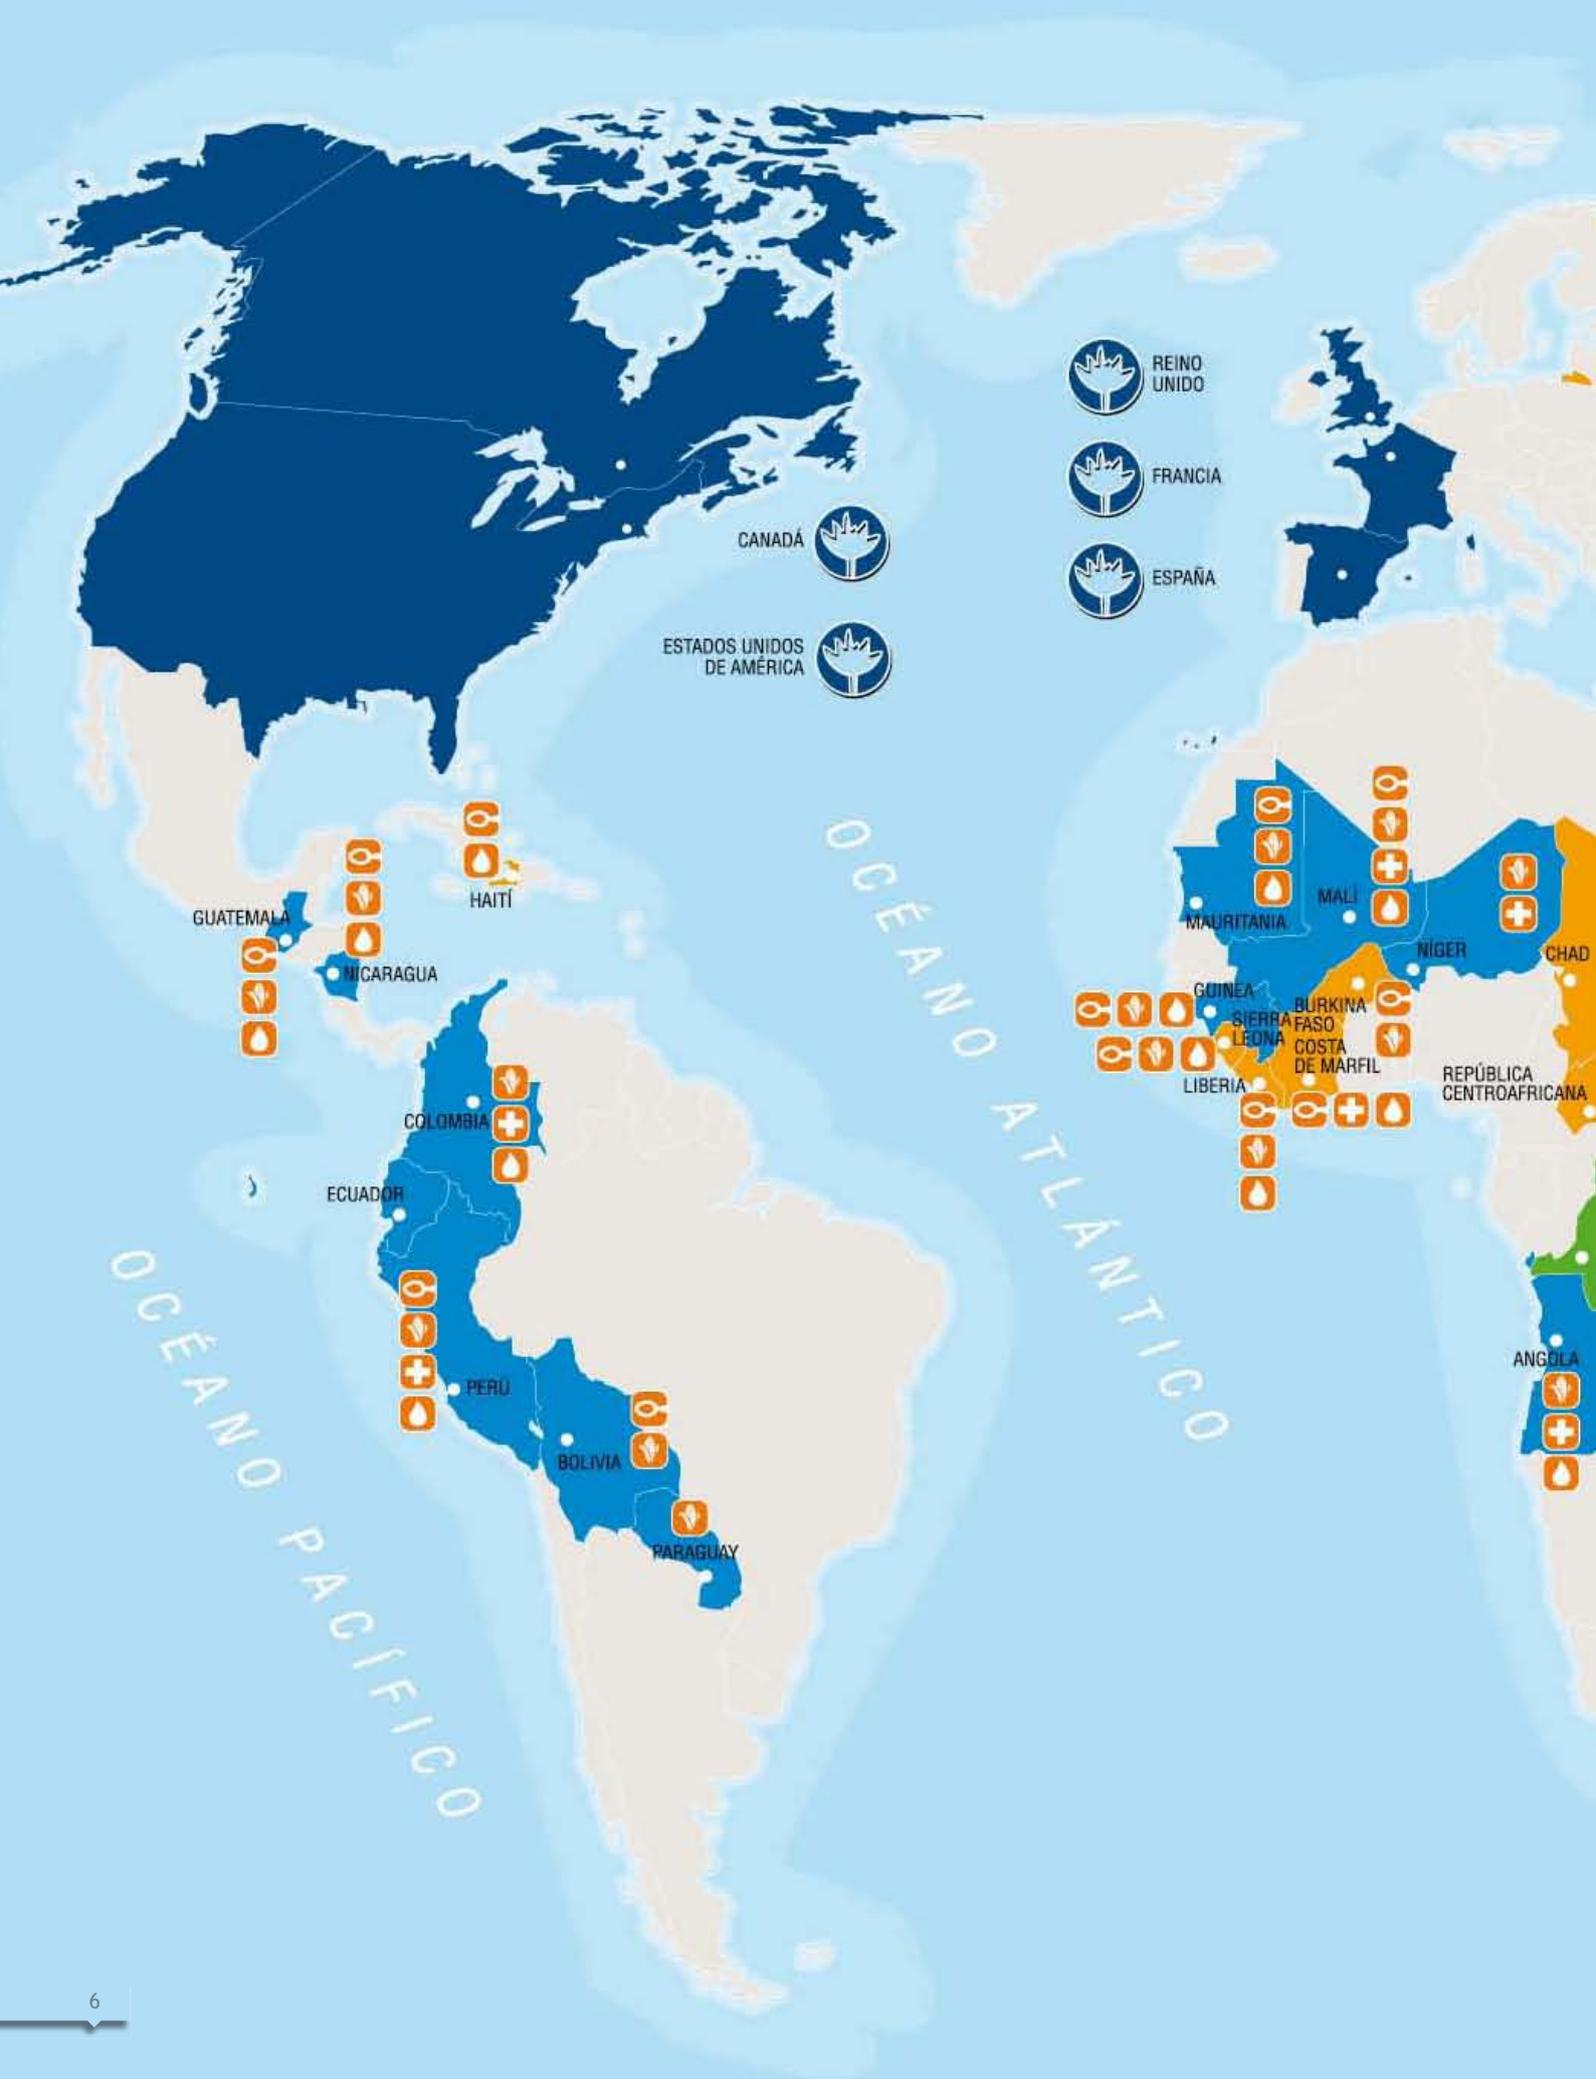 REINO
UNIDO
FRANCIA
CANADÁ
ESPAÑA
ESTADOS UNIDOS
DE AMÉRICA
OCÉANO ATLÁNTICO
HAITÍ
GUATEMALA
NICARAGUA
MALÍ
MAURITANIA
NÍGER
CHAD
GUINEA
BURKINA
FASO
SIERRA
LEONA
COSTA
DE MARFIL
LIBERIA
REPÚBLICA
CENTROAFRICANA
COLOMBIA
ECUADOR
OCÉANO PACÍFICO
PERÚ
ANGOLA
BOLIVIA
PARAGUAY
6